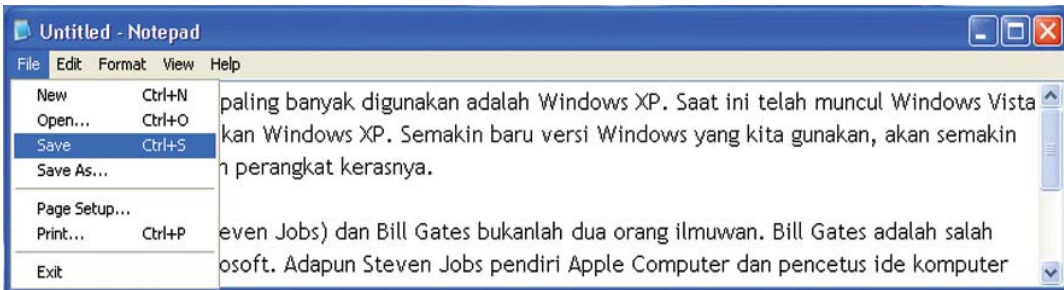 Untitled - Notepad
File Edit Format View Help
New Ctrl+N
Open... Ctrl+O
Save Ctrl+S
Save As...
Page Setup...
Print... Ctrl+P
Exit
paling banyak digunakan adalah Windows XP. Saat ini telah muncul Windows Vista
kan Windows XP. Semakin baru versi Windows yang kita gunakan, akan semakin
perangkat kerasnya.
even Jobs) dan Bill Gates bukanlah dua orang ilmuwan. Bill Gates adalah salah
osoft. Adapun Steven Jobs pendiri Apple Computer dan pencetus ide komputer